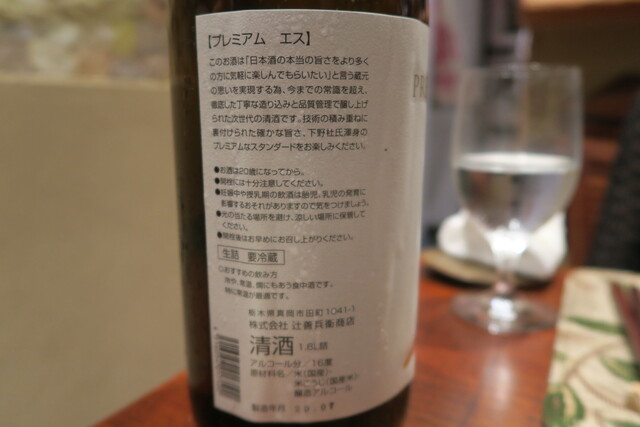 【プレミアム エス】
このお酒は「日本酒の本当の旨さをより多く
の方に気軽に楽しんでもらいたい」と言う蔵元
の思いを実現する為、今までの常識を超え、
徹底した丁寧な造り込みと品質管理で醸し上げ
られた次世代の清酒です。技術の積み重ねに
裏付けられた確かな旨さ、下野杜氏渾身の
プレミアムなスタンダードをお楽しみください。
●お酒は20歳になってから。
●開栓には十分注意してください。
●妊娠中や授乳期の飲酒は胎児、乳児の発育に
影響するおそれがありますので気をつけましょう。
●光の当たる場所を避け、涼しい場所に保管して
ください。
●開栓後はお早めにお召し上がりください。
生詰 要冷蔵
○おすすめの飲み方
冷や、常温、燗にもあう食中酒です。
特に常温が最適です。
栃木県真岡市田町1041-1
株式会社 辻善兵衛商店
清酒 1.8L詰
アルコール分／16度
原材料名／米(国産)・
米こうじ(国産米)・
醸造アルコール
製造年月
PR